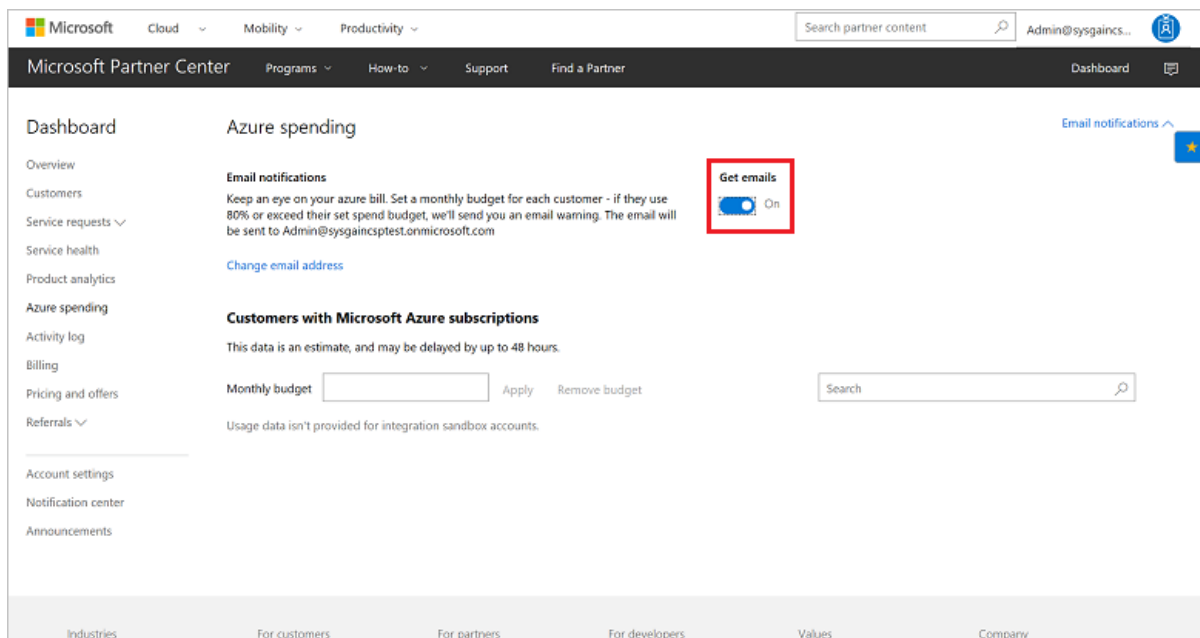 Microsoft Cloud Mobility Productivity Search partner content Admin@sysgaincs...
Microsoft Partner Center Programs How-to Support Find a Partner Dashboard
Dashboard
Overview
Customers
Service requests
Service health
Product analytics
Azure spending
Activity log
Billing
Pricing and offers
Referrals
Account settings
Notification center
Announcements
Azure spending
Email notifications
Email notifications
Keep an eye on your azure bill. Set a monthly budget for each customer - if they use
80% or exceed their set spend budget, we'll send you an email warning. The email will
be sent to Admin@sysgaincsptest.onmicrosoft.com
Get emails
On
Change email address
Customers with Microsoft Azure subscriptions
This data is an estimate, and may be delayed by up to 48 hours.
Monthly budget Apply Remove budget Search
Usage data isn't provided for integration sandbox accounts.
Industries For customers For partners For developers Values Company